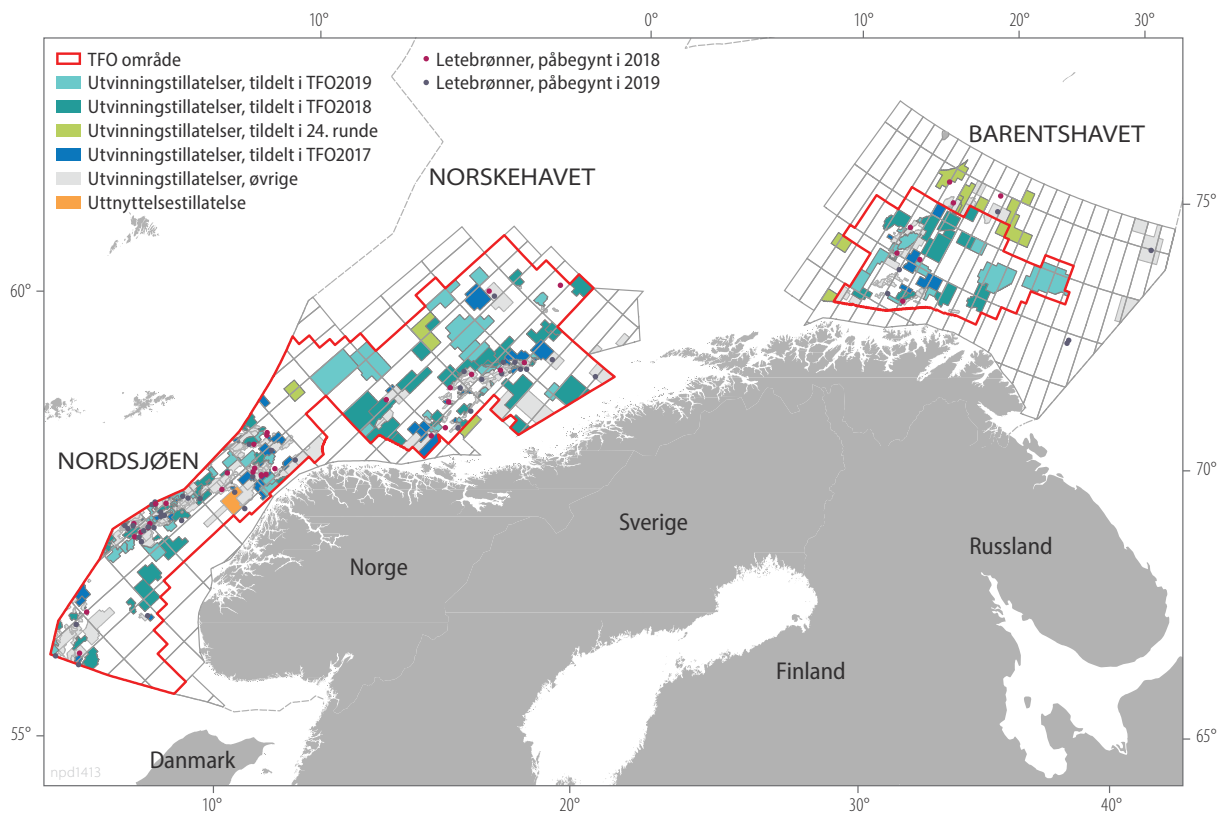 10° 0° 10° 20° 30°
TFO område
Utvinningstillatelser, tildelt i TFO2019
Utvinningstillatelser, tildelt i TFO2018
Utvinningstillatelser, tildelt i 24. runde
Utvinningstillatelser, tildelt i TFO2017
Utvinningstillatelser, øvrige
Uttnyttelsestillatelse
Letebrønner, påbegynt i 2018
Letebrønner, påbegynt i 2019
BARENTSHAVET
NORSKEHAVET
75°
60°
NORDSJØEN
70°
Sverige
Russland
Norge
Finland
55°
65°
Danmark
npd1413
10° 20° 30° 40°